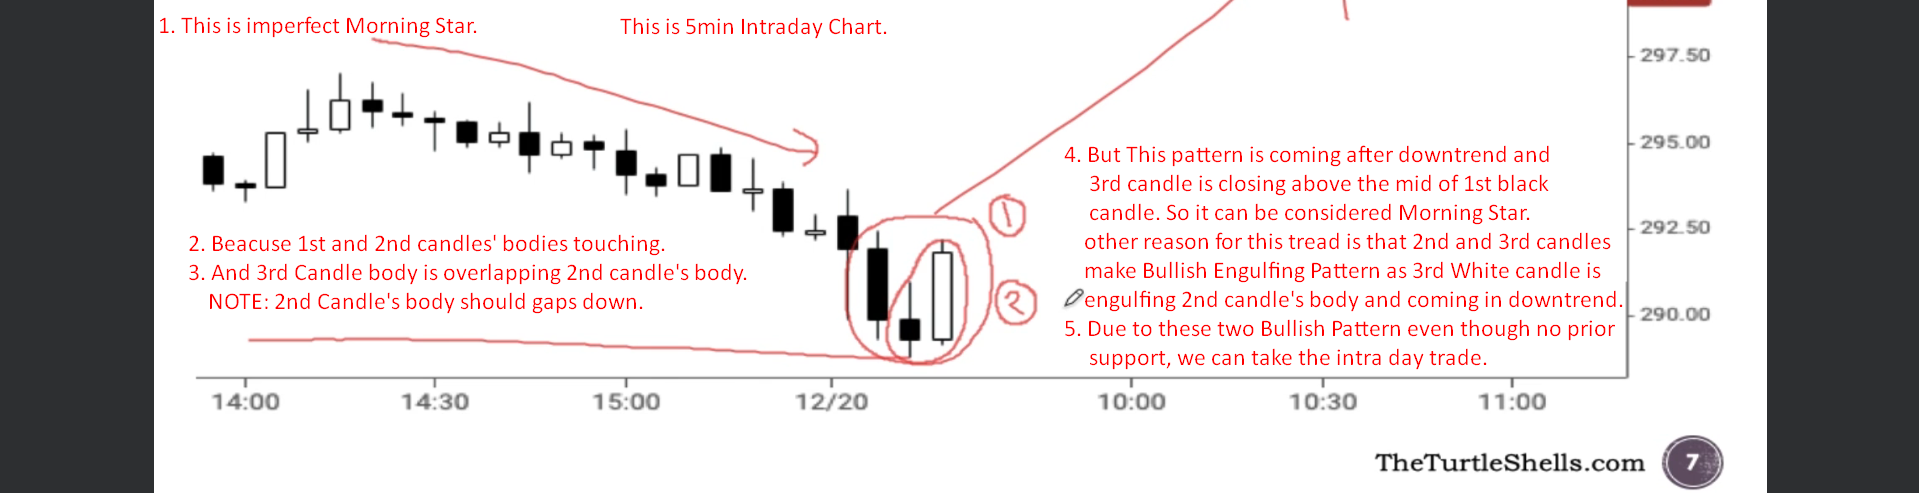 1. This is imperfect Morning Star.
This is 5min Intraday Chart.
297.50
295.00
292.50
290.00
1
2
2. Beacuse 1st and 2nd candles' bodies touching.
3. And 3rd Candle body is overlapping 2nd candle's body.
NOTE: 2nd Candle's body should gaps down.
4. But This pattern is coming after downtrend and
3rd candle is closing above the mid of 1st black
candle. So it can be considered Morning Star.
other reason for this tread is that 2nd and 3rd candles
make Bullish Engulfing Pattern as 3rd White candle is
engulfing 2nd candle's body and coming in downtrend.
5. Due to these two Bullish Pattern even though no prior
support, we can take the intra day trade.
14:00 14:30 15:00 12/20 10:00 10:30 11:00
TheTurtleShells.com 7